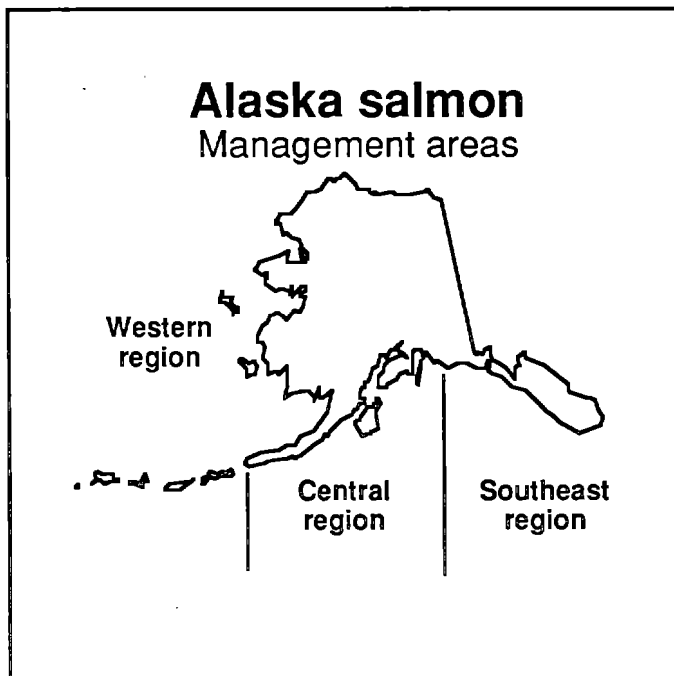 Alaska salmon
Management areas
Western
region
Central
region
Southeast
region